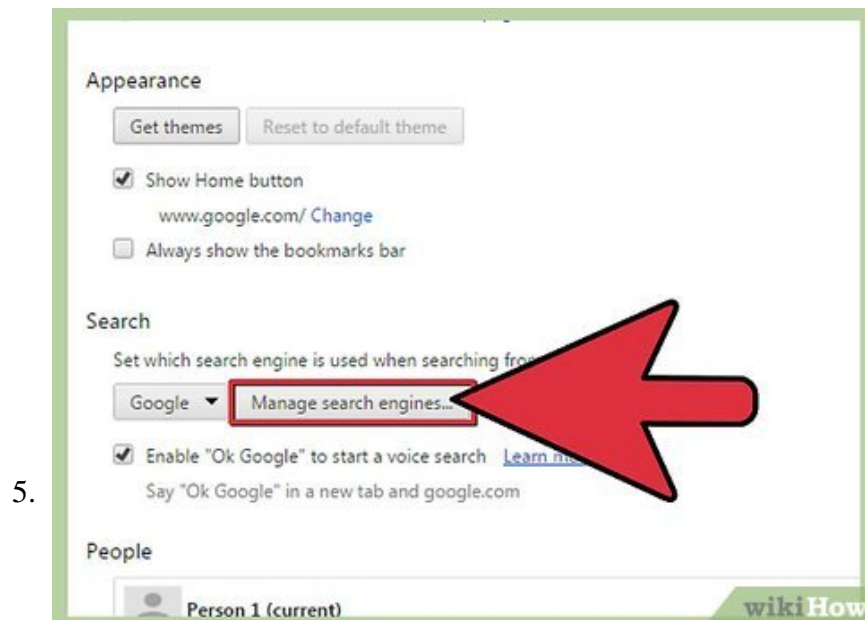 Appearance
Get themes Reset to default theme
Show Home button
www.google.com/ Change
Always show the bookmarks bar
Search
Set which search engine is used when searching
Google Manage search engines...
Enable "Ok Google" to start a voice search Learn
Say "Ok Google" in a new tab and google.com
5.
People
Person 1 (current)
wikiHow